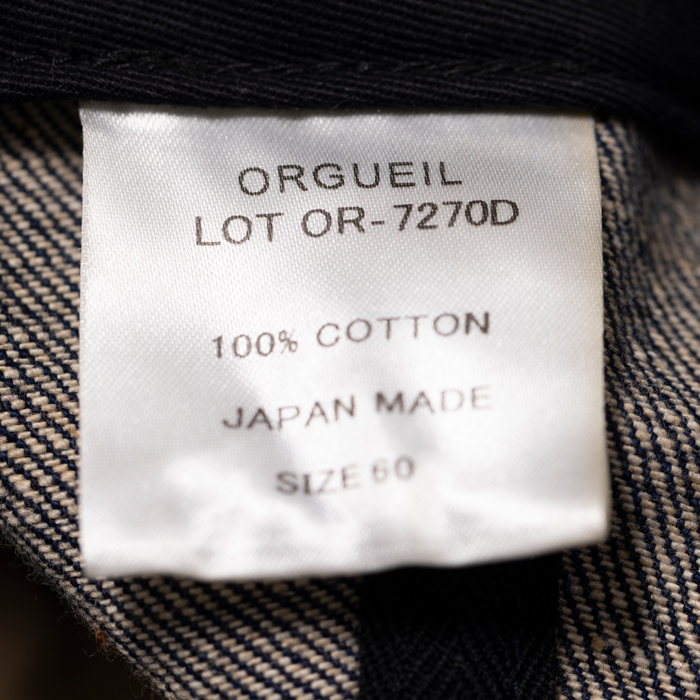 ORGUEIL
LOT OR-7270D
100% COTTON
JAPAN MADE
SIZE 60